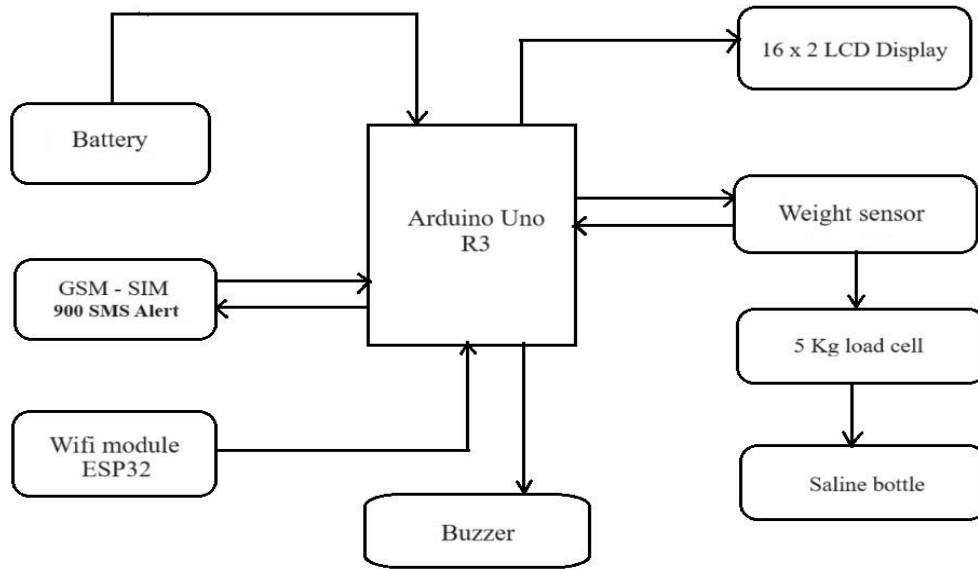 16 x 2 LCD Display
Battery
Arduino Uno
R3
Weight sensor
GSM - SIM
900 SMS Alert
5 Kg load cell
Wifi module
ESP32
Saline bottle
Buzzer